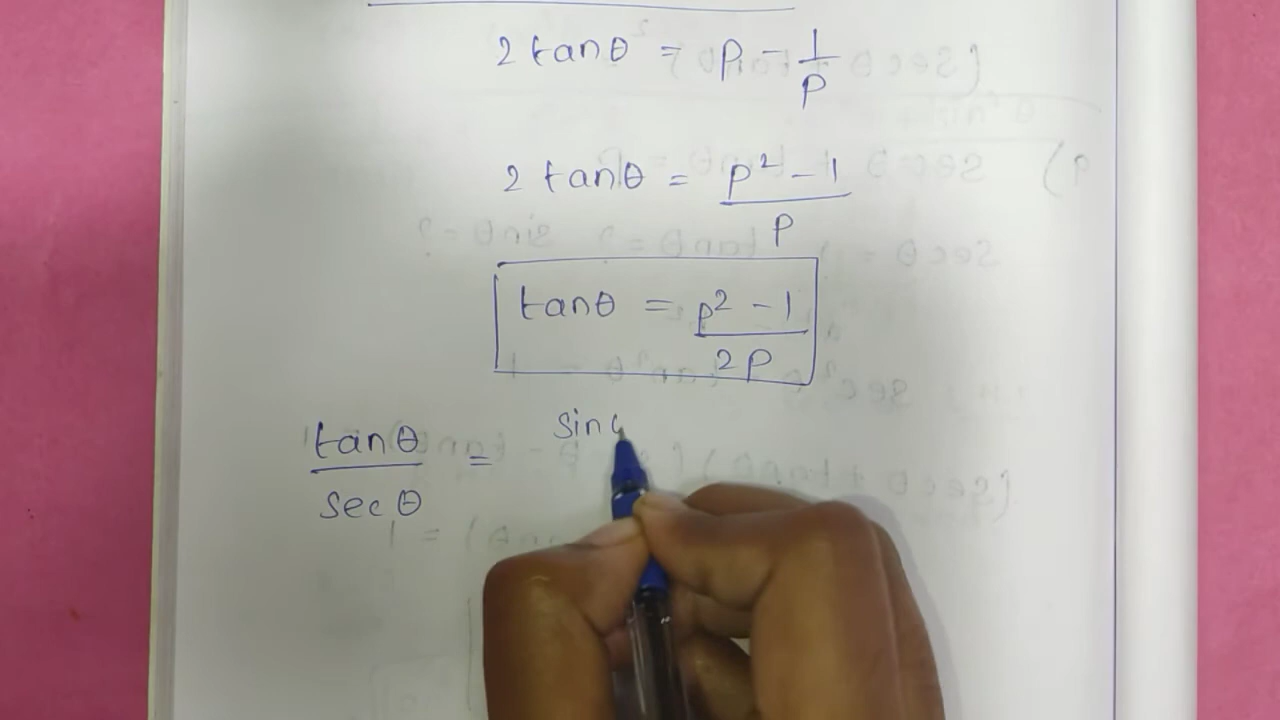 2 tanθ = p - 1/p
2 tanθ = p² - 1 / p
tanθ = p² - 1 / 2p
tanθ / secθ = sin